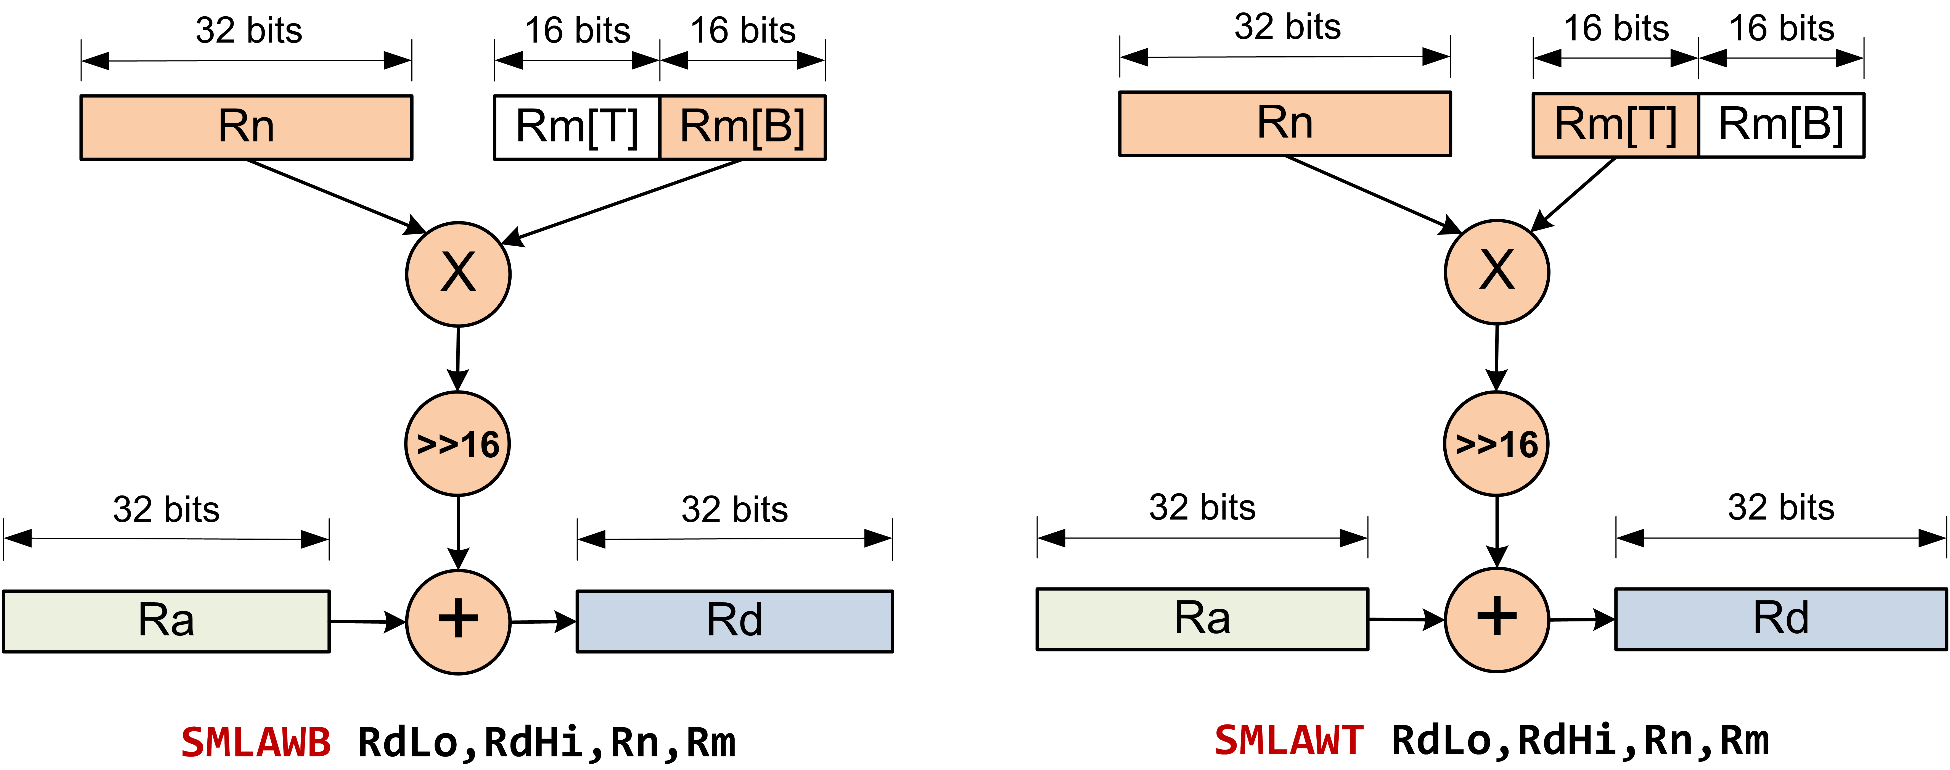 32 bits 16 bits 16 bits
Rn Rm[T] Rm[B]
X
>>16
32 bits 32 bits
Ra + Rd
SMLAWB RdLo,RdHi,Rn,Rm
32 bits 16 bits 16 bits
Rn Rm[T] Rm[B]
X
>>16
32 bits 32 bits
Ra + Rd
SMLAWT RdLo,RdHi,Rn,Rm